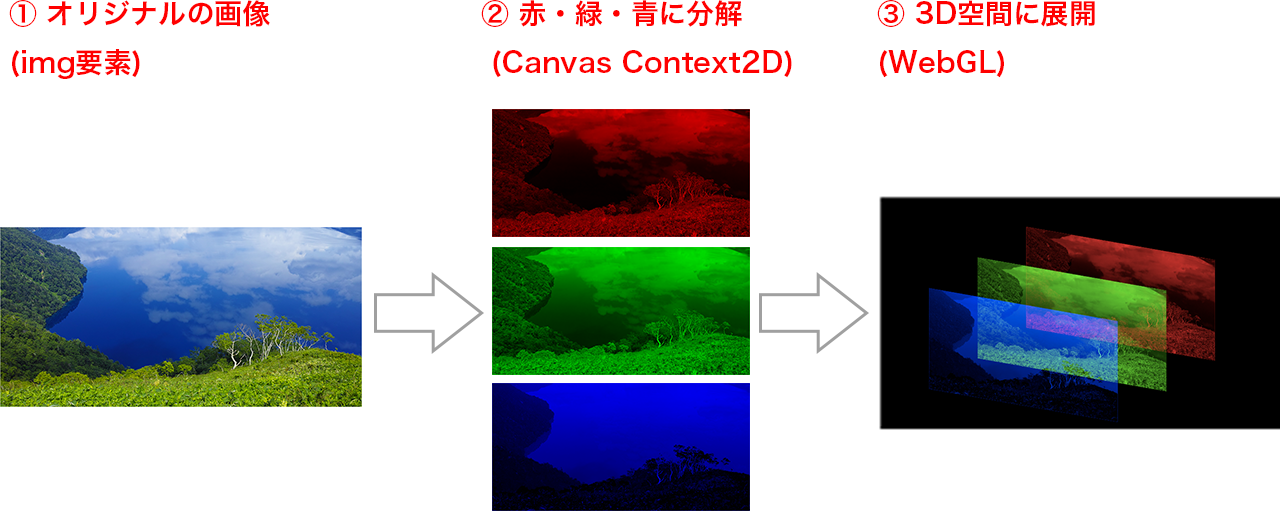 ① オリジナルの画像
(img要素)
② 赤・緑・青に分解
(Canvas Context2D)
③ 3D空間に展開
(WebGL)